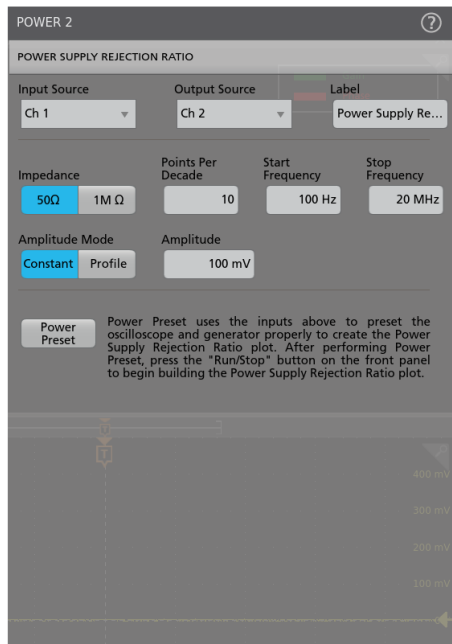 POWER 2
?
POWER SUPPLY REJECTION RATIO
Input Source
Output Source
Label
Ch 1
Ch 2
Power Supply Re...
Impedance
Points Per
Decade
Start
Frequency
Stop
Frequency
50Ω
1M Ω
10
100 Hz
20 MHz
Amplitude Mode
Amplitude
Constant
Profile
100 mV
Power
Preset
Power Preset uses the inputs above to preset the
oscilloscope and generator properly to create the Power
Supply Rejection Ratio plot. After performing Power
Preset, press the "Run/Stop" button on the front panel
to begin building the Power Supply Rejection Ratio plot.
U
T
400 mV
300 mV
200 mV
100 mV